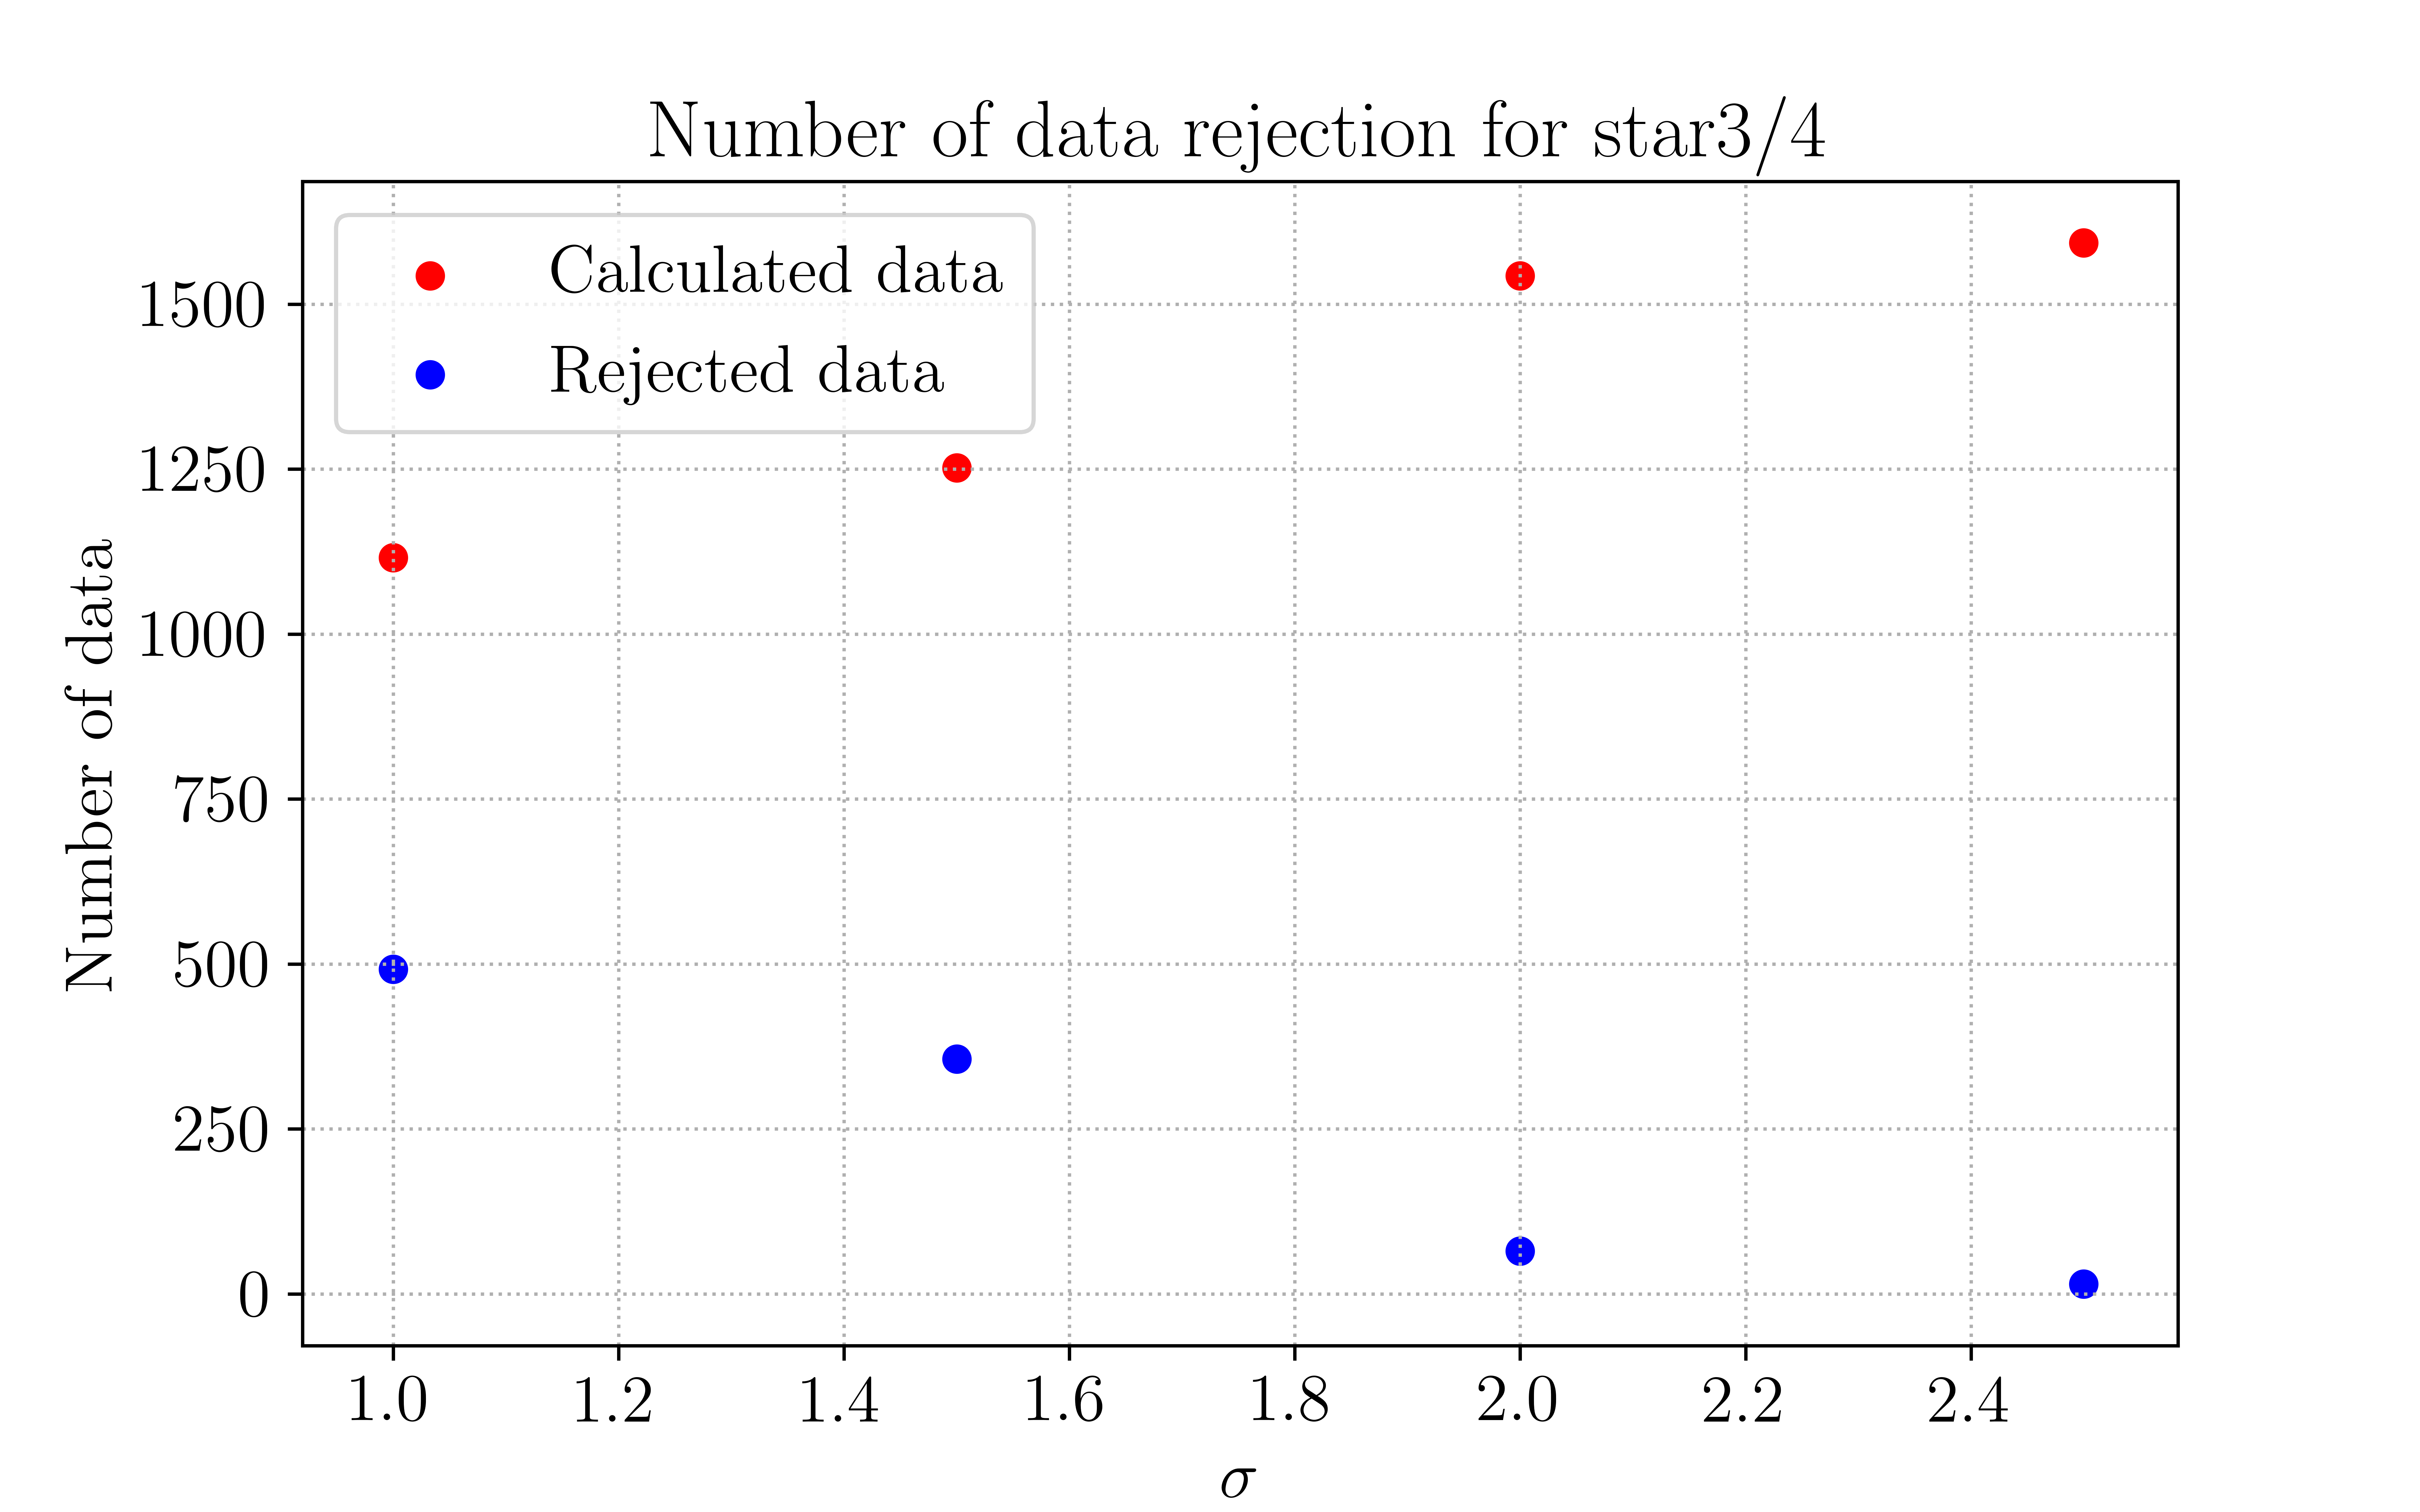 Number of data rejection for star3/4
Calculated data
Rejected data
Number of data
1500
1250
1000
750
500
250
0
1.0 1.2 1.4 1.6 1.8 2.0 2.2 2.4
σ